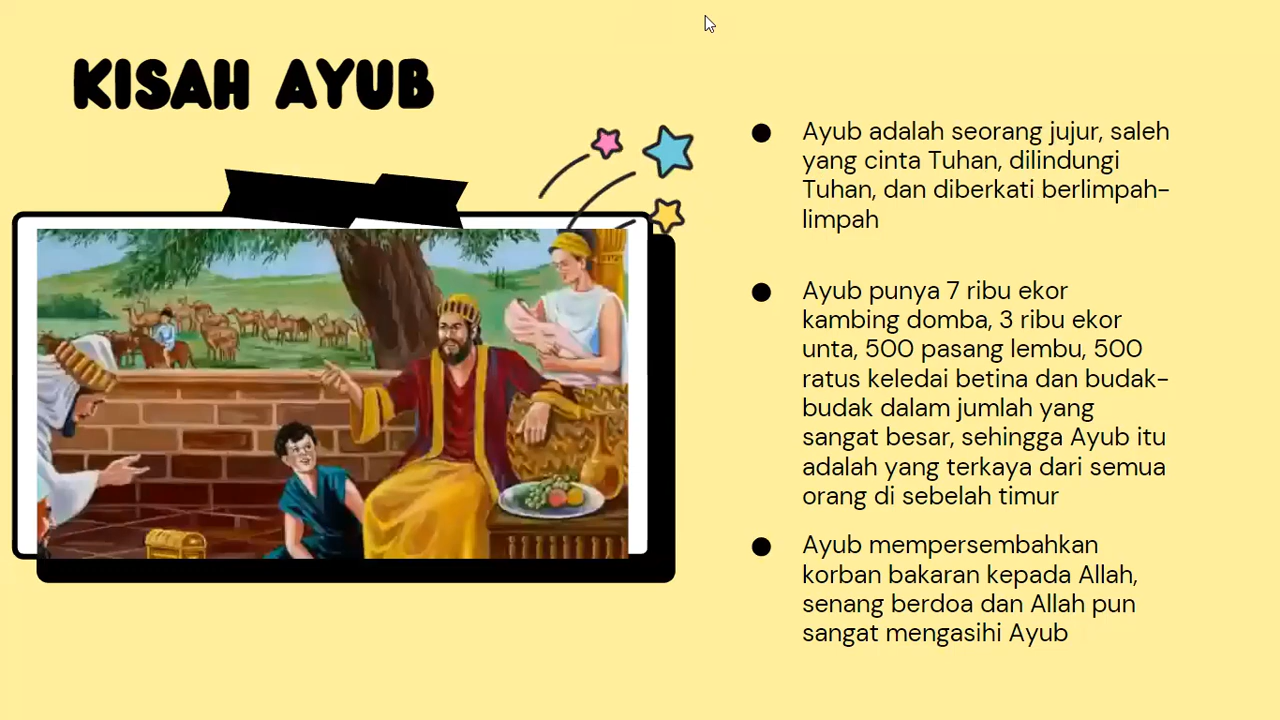 KISAH AYUB
● Ayub adalah seorang jujur, saleh
yang cinta Tuhan, dilindungi
Tuhan, dan diberkati berlimpah-
limpah
● Ayub punya 7 ribu ekor
kambing domba, 3 ribu ekor
unta, 500 pasang lembu, 500
ratus keledai betina dan budak-
budak dalam jumlah yang
sangat besar, sehingga Ayub itu
adalah yang terkaya dari semua
orang di sebelah timur
● Ayub mempersembahkan
korban bakaran kepada Allah,
senang berdoa dan Allah pun
sangat mengasihi Ayub